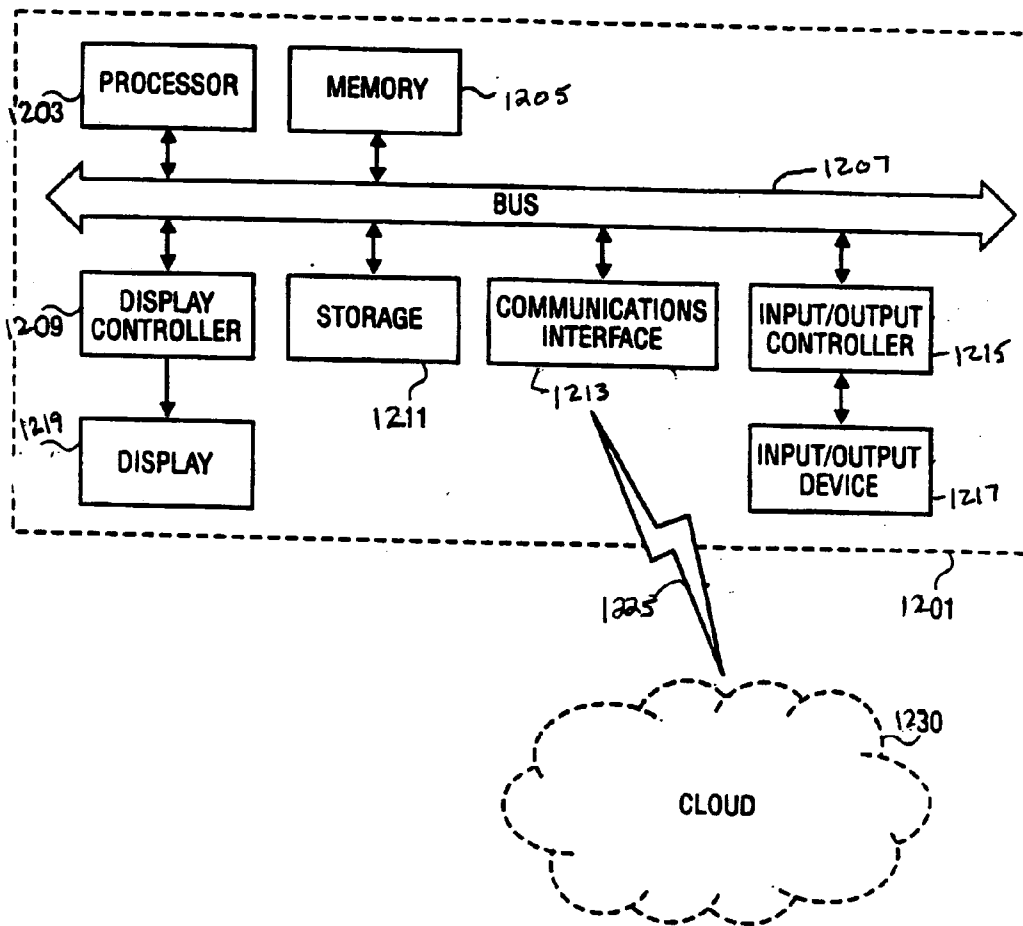 PROCESSOR
MEMORY
1203
1205
1207
BUS
DISPLAY
CONTROLLER
1209
STORAGE
1211
COMMUNICATIONS
INTERFACE
1213
INPUT/OUTPUT
CONTROLLER
1215
1219
DISPLAY
INPUT/OUTPUT
DEVICE
1217
1225
1201
1230
CLOUD